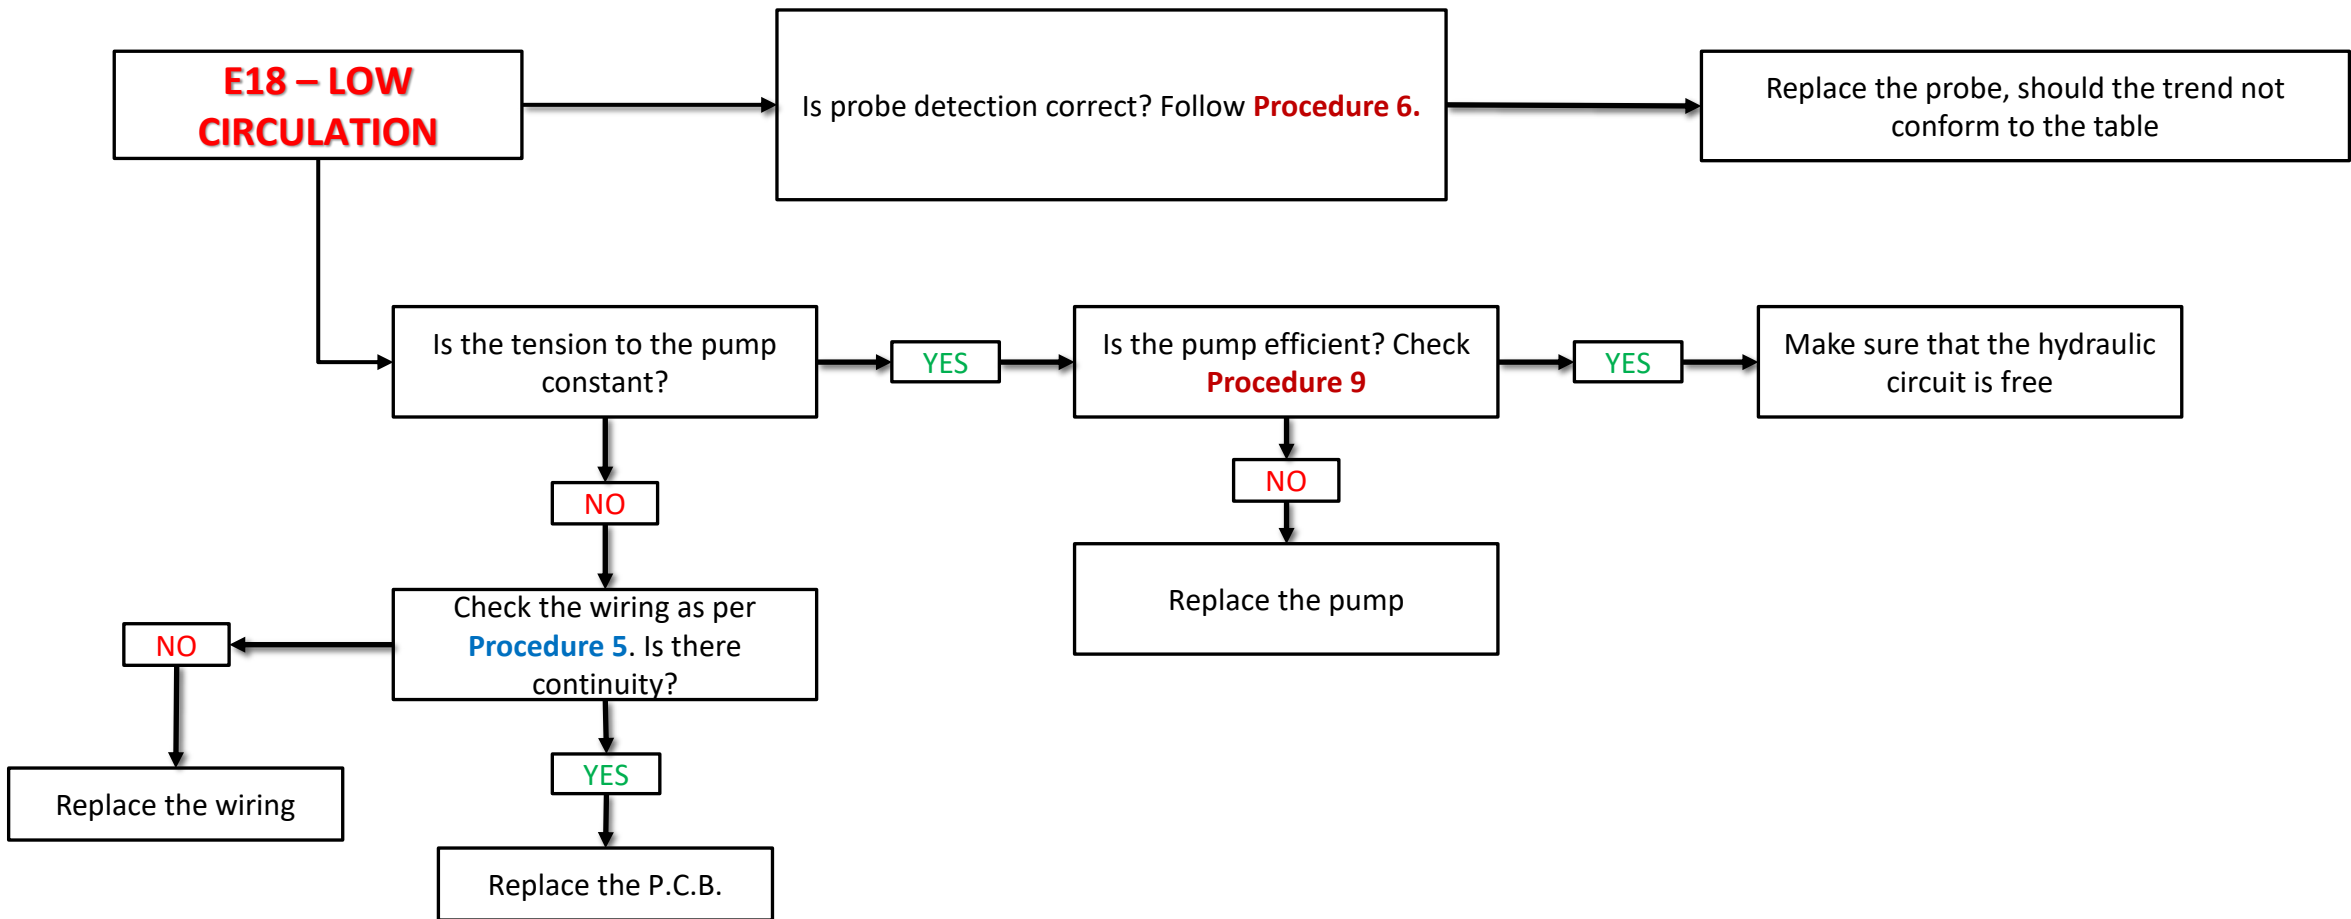 E18 – LOW
CIRCULATION
Is probe detection correct? Follow Procedure 6.
Replace the probe, should the trend not
conform to the table
Is the tension to the pump
constant?
YES
Is the pump efficient? Check
Procedure 9
YES
Make sure that the hydraulic
circuit is free
NO
NO
Replace the pump
Check the wiring as per
Procedure 5. Is there
continuity?
NO
YES
Replace the wiring
Replace the P.C.B.